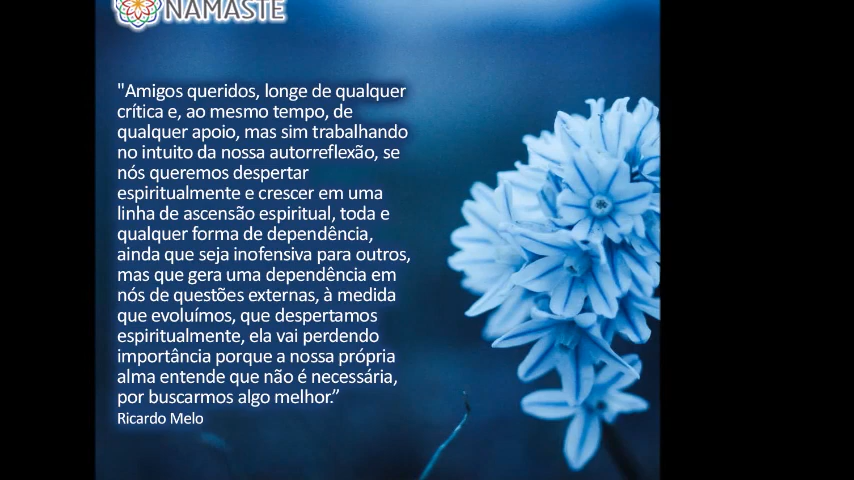 NAMASTE
"Amigos queridos, longe de qualquer
crítica e, ao mesmo tempo, de
qualquer apoio, mas sim trabalhando
no intuito da nossa autorreflexão, se
nós queremos despertar
espiritualmente e crescer em uma
linha de ascensão espiritual, toda e
qualquer forma de dependência,
ainda que seja inofensiva para outros,
mas que gera uma dependência em
nós de questões externas, à medida
que evoluímos, que despertamos
espiritualmente, ela vai perdendo
importância porque a nossa própria
alma entende que não é necessária,
por buscarmos algo melhor.”
Ricardo Melo